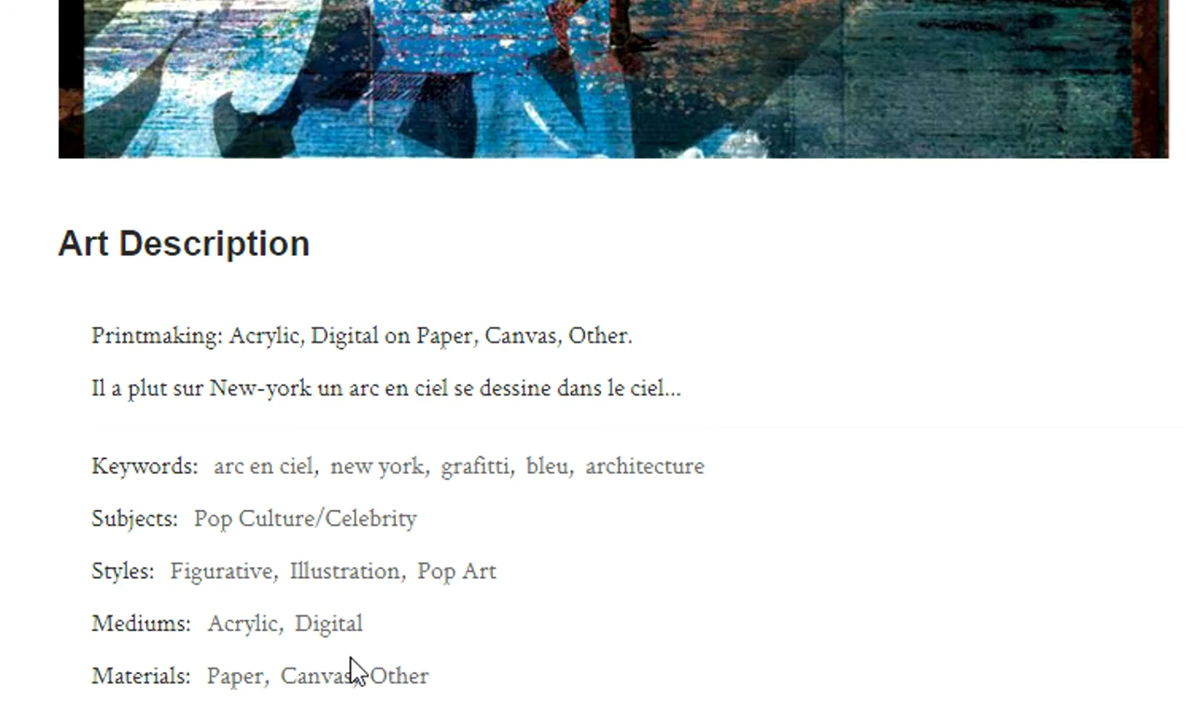 Art Description
Printmaking: Acrylic, Digital on Paper, Canvas, Other.
Il a plut sur New-york un arc en ciel se dessine dans le ciel...
Keywords: arc en ciel, new york, grafitti, bleu, architecture
Subjects: Pop Culture/Celebrity
Styles: Figurative, Illustration, Pop Art
Mediums: Acrylic, Digital
Materials: Paper, Canvas, Other